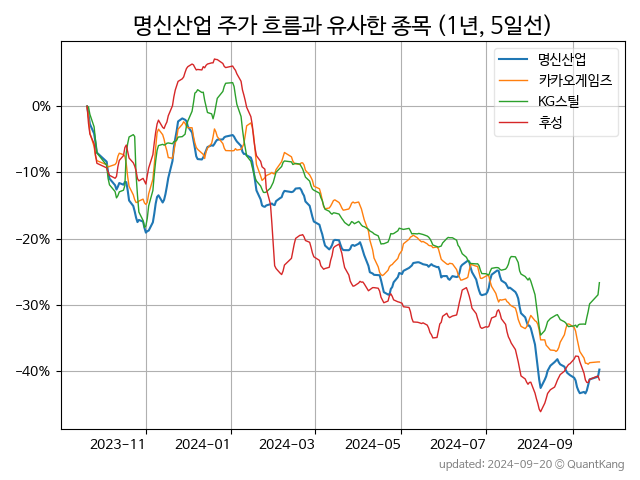 명신산업 주가 흐름과 유사한 종목 (1년, 5일선)
명신산업
카카오게임즈
KG스틸
후성
0%
−10%
−20%
−30%
−40%
2023-11
2024-01
2024-03
2024-05
2024-07
2024-09
updated: 2024-09-20 © QuantKang